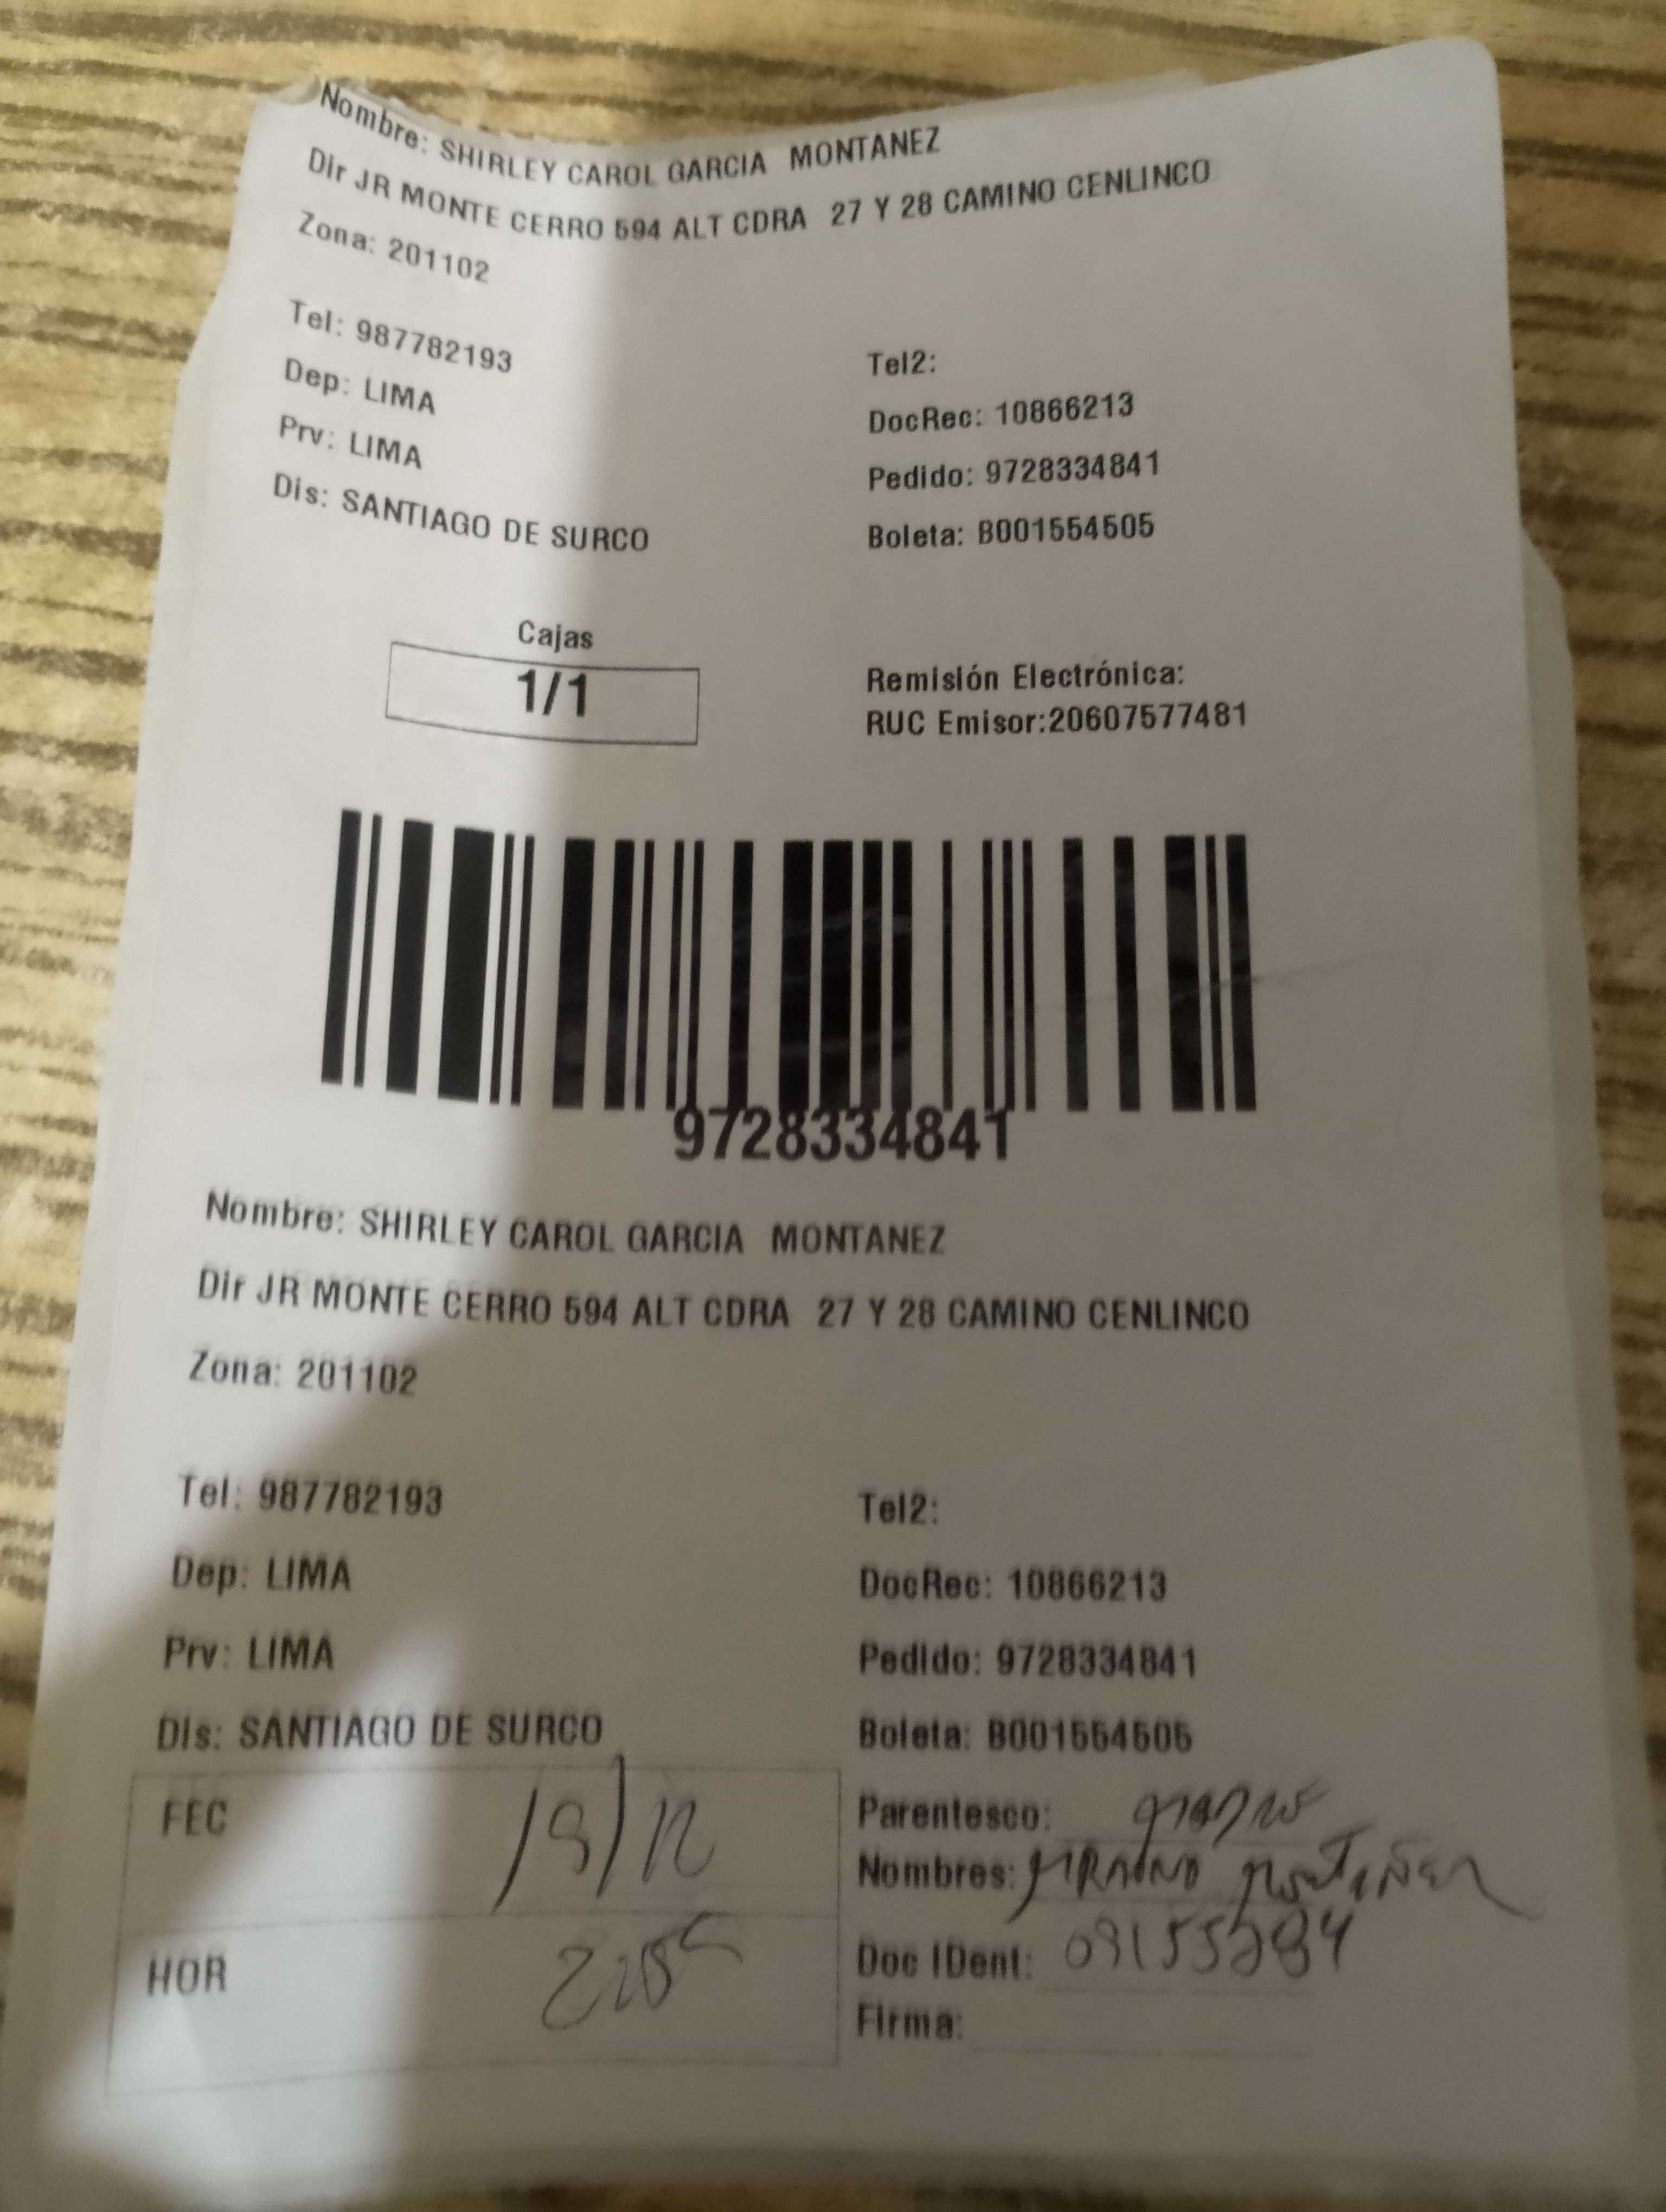 Nombre: SHIRLEY CAROL GARCIA MONTANEZ
Dir JR MONTE CERRO 594 ALT CDRA 27 Y 28 CAMINO CENLINCO
Zona: 201102
Tel: 987782193 Tel2:
Dep: LIMA DocRec: 10866213
Prv: LIMA Pedido: 9728334841
Dis: SANTIAGO DE SURCO Boleta: B001554505
Cajas
1/1
Remisión Electrónica:
RUC Emisor:20607577481
9728334841
Nombre: SHIRLEY CAROL GARCIA MONTANEZ
Dir JR MONTE CERRO 594 ALT CDRA 27 Y 28 CAMINO CENLINCO
Zona: 201102
Tel: 987782193 Tel2:
Dep: LIMA DocRec: 10866213
Prv: LIMA Pedido: 9728334841
Dis: SANTIAGO DE SURCO Boleta: B001554505
FEC 19/12
Parentesco:
Nombres:
HOR
Doc IDent: 09155284
Firma: